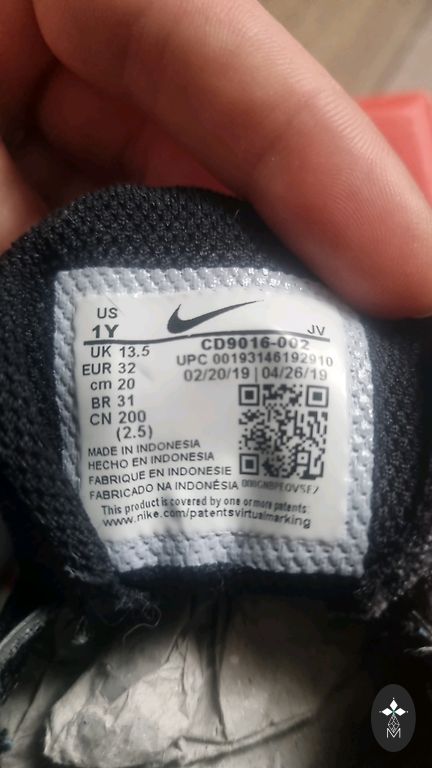 US
1Y
JV
UK 13.5
EUR 32
cm 20
BR 31
CN 200
(2.5)
CD9016-002
UPC 00193146192910
02/20/19 | 04/26/19
MADE IN INDONESIA
HECHO EN INDONESIA
FABRIQUE EN INDONESIE
FABRICADO NA INDONÉSIA
This product is covered by one or more patents:
www.nike.com/patentsvirtualmarking
M